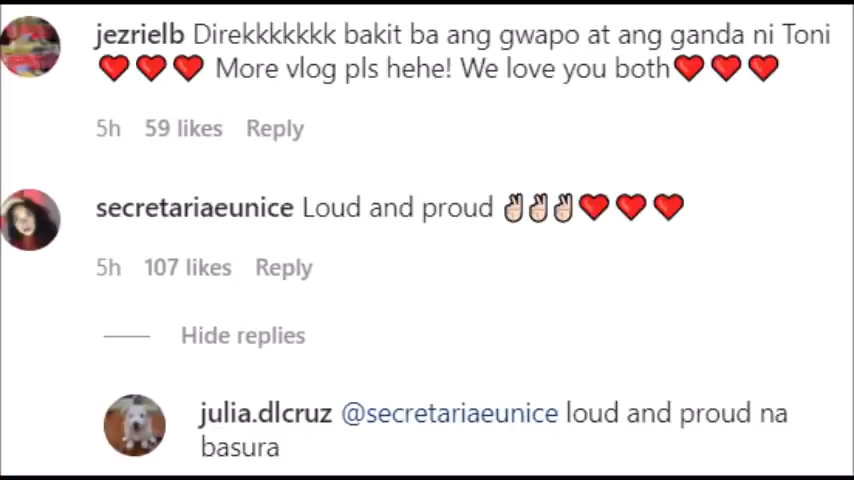 jezrielb Direkkkkkkk bakit ba ang gwapo at ang ganda ni Toni
❤️❤️❤️ More vlog pls hehe! We love you both❤️❤️❤️
5h 59 likes Reply
secretariaeunice Loud and proud ✌🏻✌🏻✌🏻❤️❤️❤️
5h 107 likes Reply
Hide replies
julia.dlcruz @secretariaeunice loud and proud na
basura